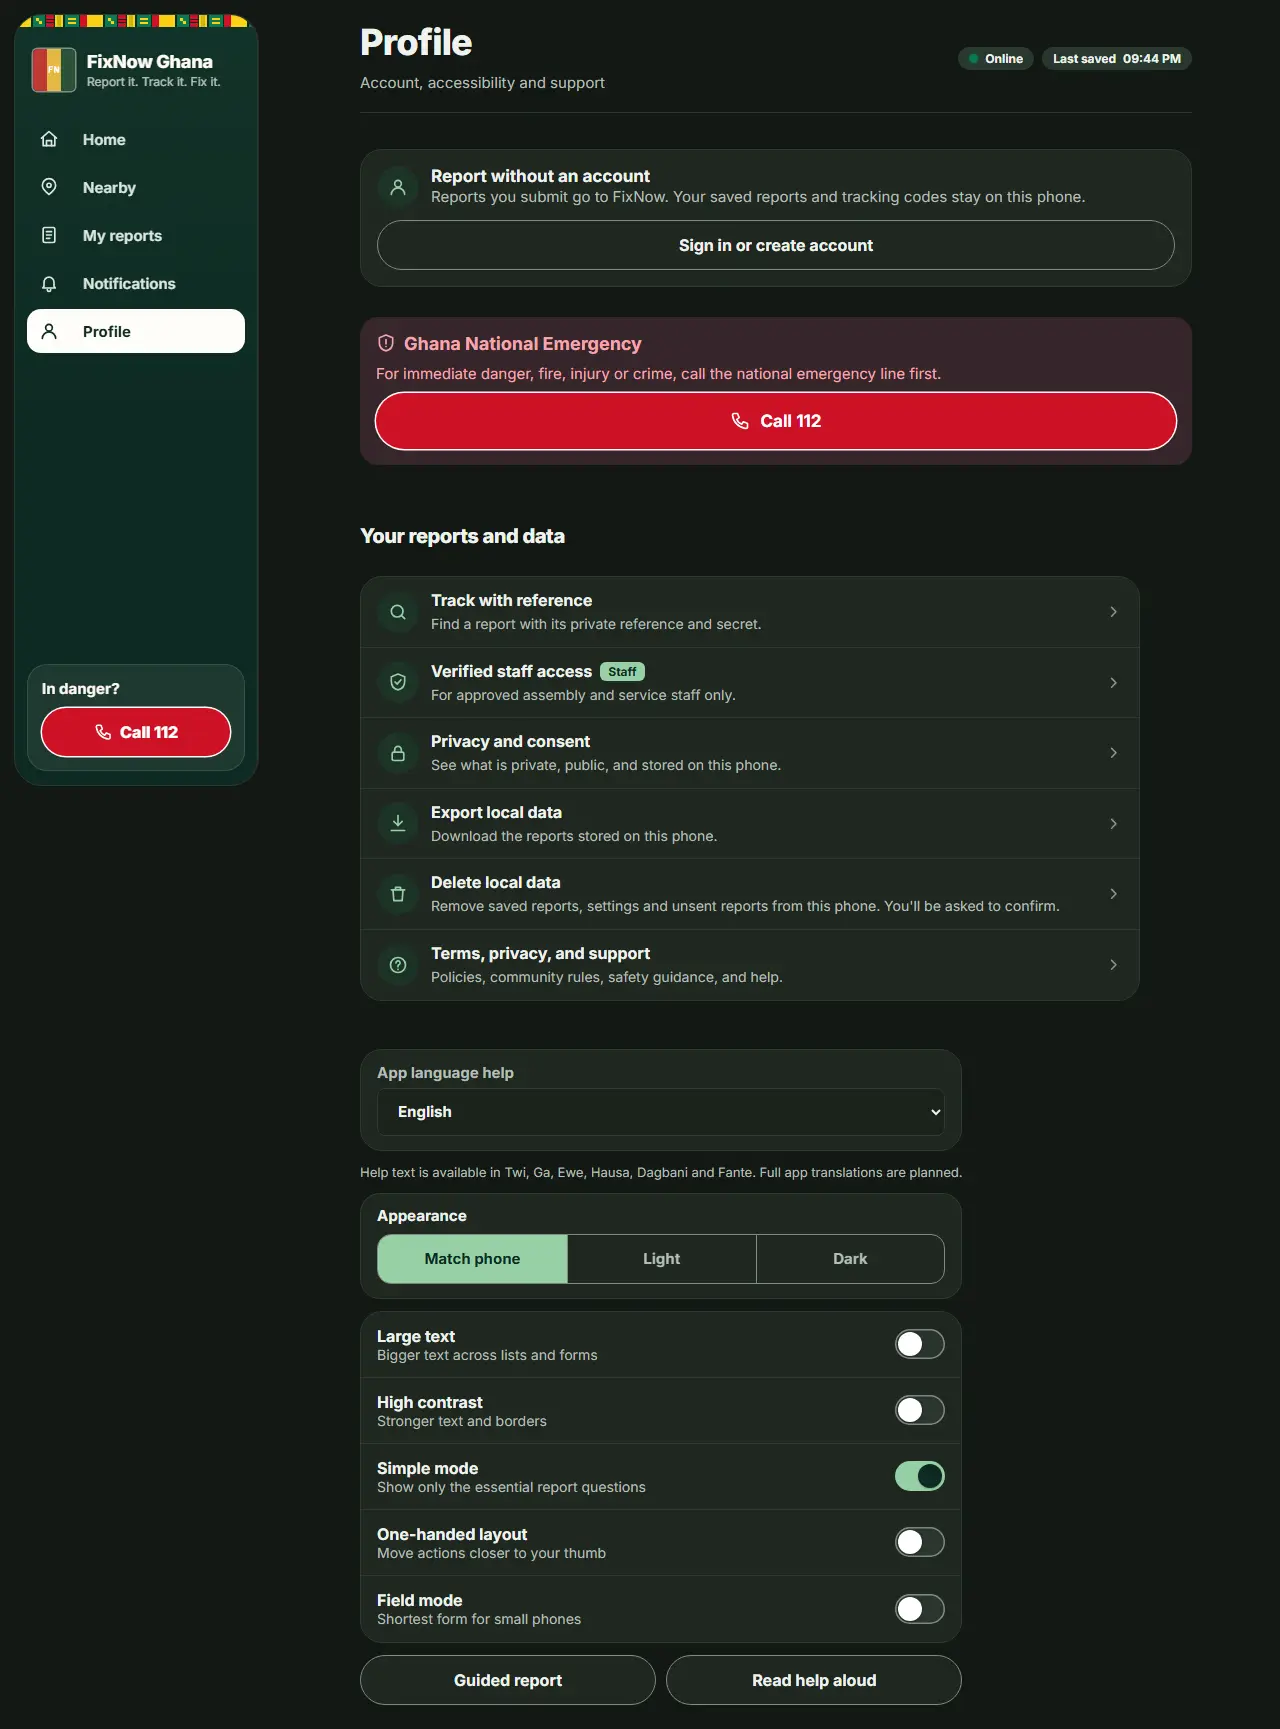 FN
FixNow Ghana
Report it. Track it. Fix it.
Home
Nearby
My reports
Notifications
Profile
In danger?
Call 112
Profile
Account, accessibility and support
Online
Last saved 09:44 PM
Report without an account
Reports you submit go to FixNow. Your saved reports and tracking codes stay on this phone.
Sign in or create account
Ghana National Emergency
For immediate danger, fire, injury or crime, call the national emergency line first.
Call 112
Your reports and data
Track with reference
Find a report with its private reference and secret.
Verified staff access Staff
For approved assembly and service staff only.
Privacy and consent
See what is private, public, and stored on this phone.
Export local data
Download the reports stored on this phone.
Delete local data
Remove saved reports, settings and unsent reports from this phone. You'll be asked to confirm.
Terms, privacy, and support
Policies, community rules, safety guidance, and help.
App language help
English
Help text is available in Twi, Ga, Ewe, Hausa, Dagbani and Fante. Full app translations are planned.
Appearance
Match phone
Light
Dark
Large text
Bigger text across lists and forms
High contrast
Stronger text and borders
Simple mode
Show only the essential report questions
One-handed layout
Move actions closer to your thumb
Field mode
Shortest form for small phones
Guided report
Read help aloud